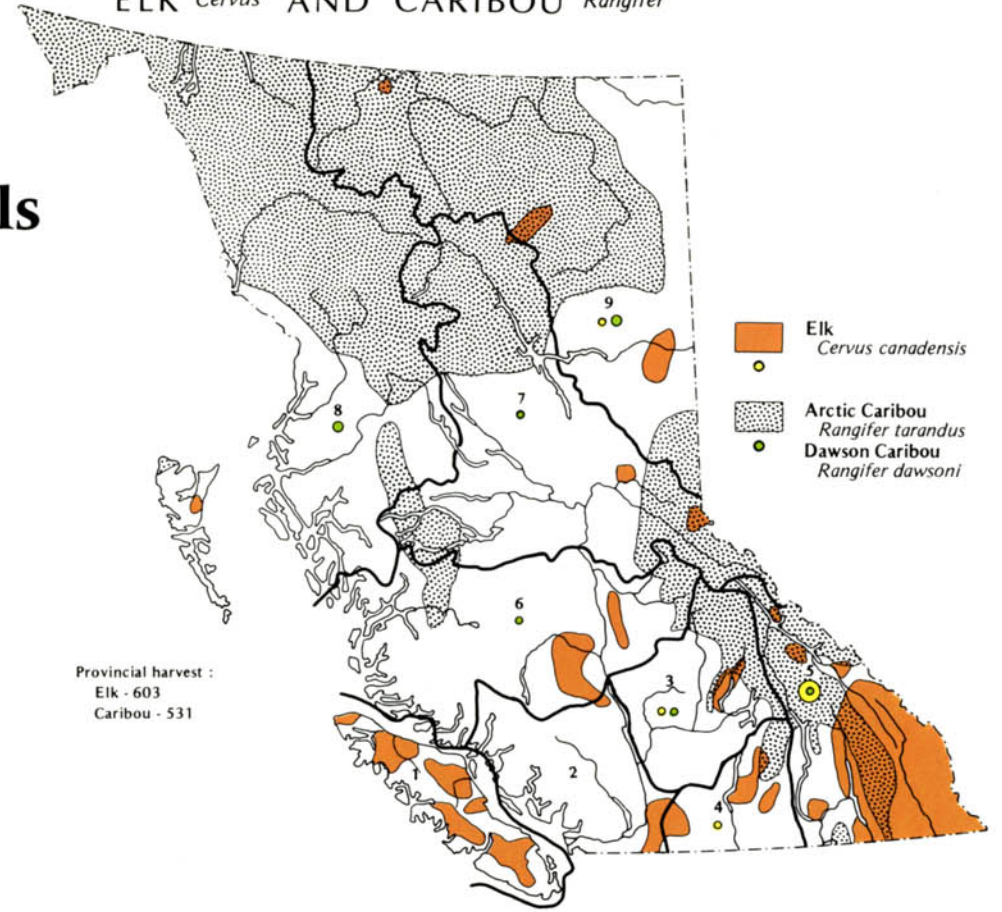 ELK Cervus AND CARIBOU Rangifer
ls
9
Elk
Cervus canadensis
Arctic Caribou
Rangifer tarandus
Dawson Caribou
Rangifer dawsoni
7
8
6
Provincial harvest :
Elk - 603
Caribou - 531
3
5
1
2
4